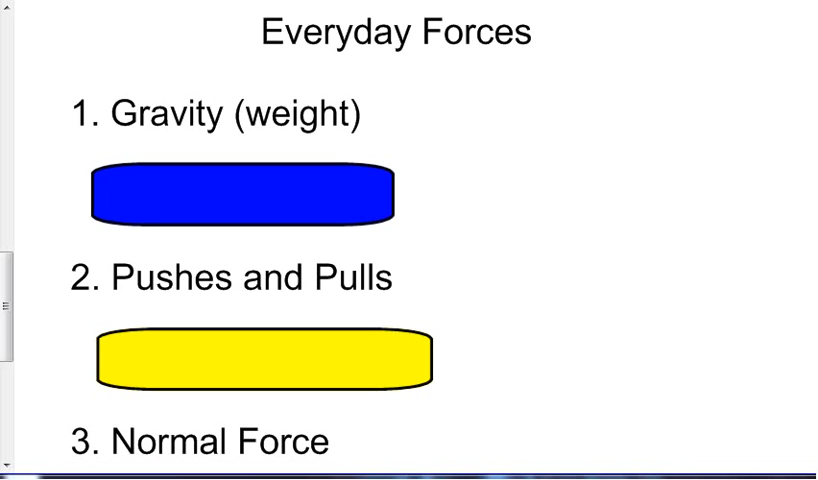 Everyday Forces
1. Gravity (weight)
2. Pushes and Pulls
3. Normal Force